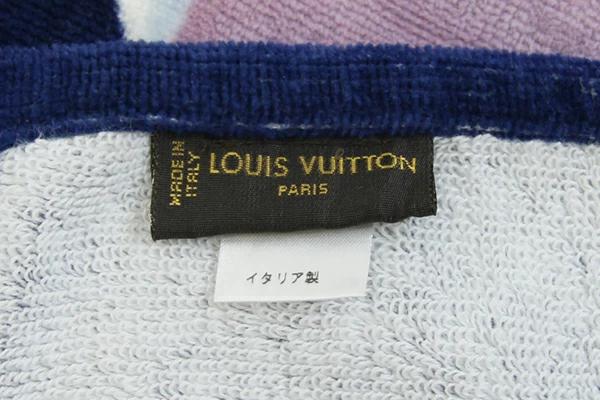 MADE IN
ITALY
LOUIS VUITTON
PARIS
イタリア製